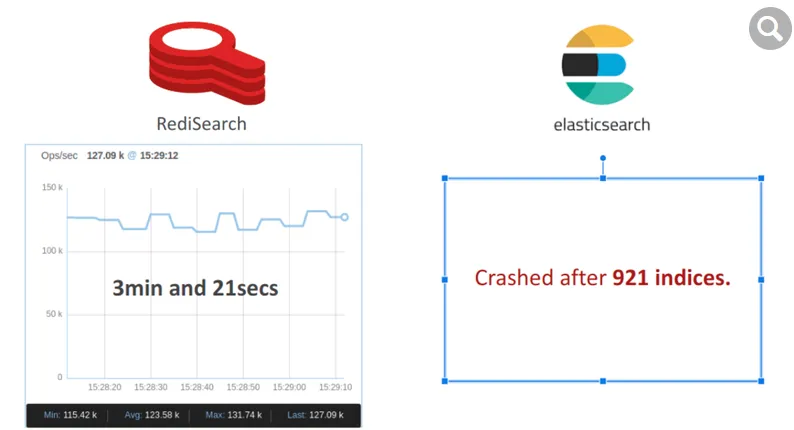 RediSearch
elasticsearch
Ops/sec 127.09 k @ 15:29:12
150 k
100 k
50 k
0
15:28:20 15:28:30 15:28:40 15:28:50 15:29:00 15:29:10
3min and 21secs
Min: 115.42 k Avg: 123.58 k Max: 131.74 k Last: 127.09 k
Crashed after 921 indices.